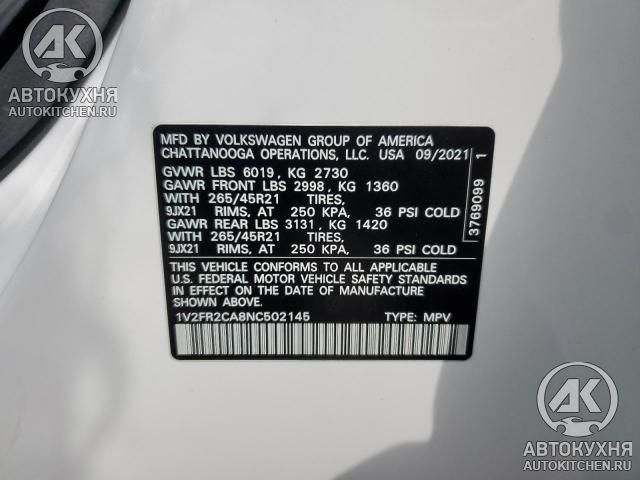 АК
АВТОКУХНЯ
AUTOKITCHEN.RU
MFD BY VOLKSWAGEN GROUP OF AMERICA
CHATTANOOGA OPERATIONS, LLC. USA 09/2021
GVWR LBS 6019, KG 2730
GAWR FRONT LBS 2998, KG 1360
WITH 265/45R21 TIRES,
9JX21 RIMS, AT 250 KPA, 36 PSI COLD
GAWR REAR LBS 3131, KG 1420
WITH 265/45R21 TIRES,
9JX21 RIMS, AT 250 KPA, 36 PSI COLD
THIS VEHICLE CONFORMS TO ALL APPLICABLE
U.S. FEDERAL MOTOR VEHICLE SAFETY STANDARDS
IN EFFECT ON THE DATE OF MANUFACTURE
SHOWN ABOVE.
1V2FR2CA8NC502145 TYPE: MPV
3769099 1
АК
АВТОКУХНЯ
AUTOKITCHEN.RU